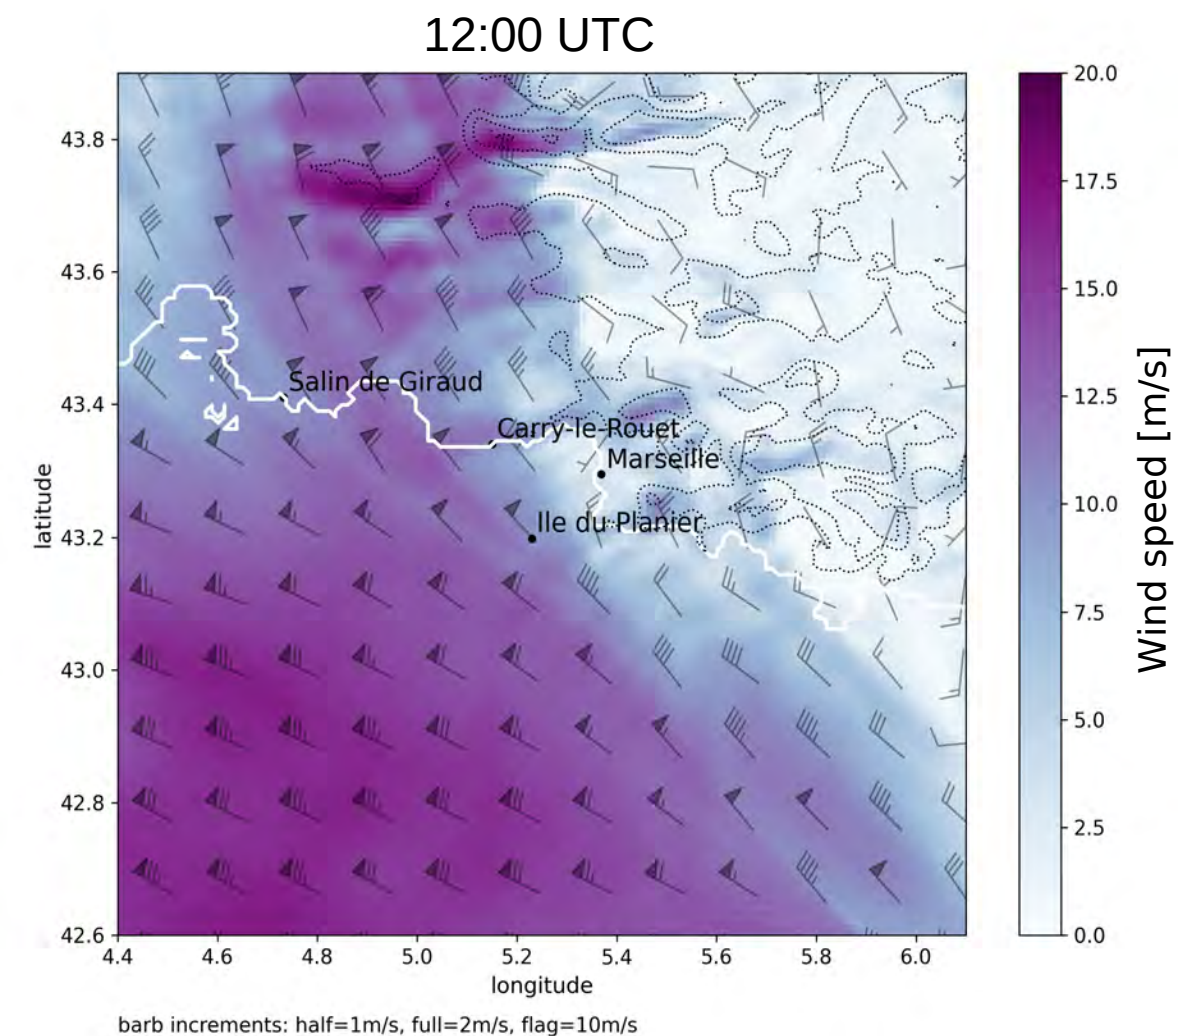 12:00 UTC
20.0
43.8
17.5
43.6
15.0
Salin de Giraud
43.4
12.5
Carry-le-Rouet
Marseille
latitude
10.0
Wind speed [m/s]
Ile du Planier
43.2
7.5
43.0
5.0
42.8
2.5
42.6
0.0
4.4 4.6 4.8 5.0 5.2 5.4 5.6 5.8 6.0
longitude
barb increments: half=1m/s, full=2m/s, flag=10m/s